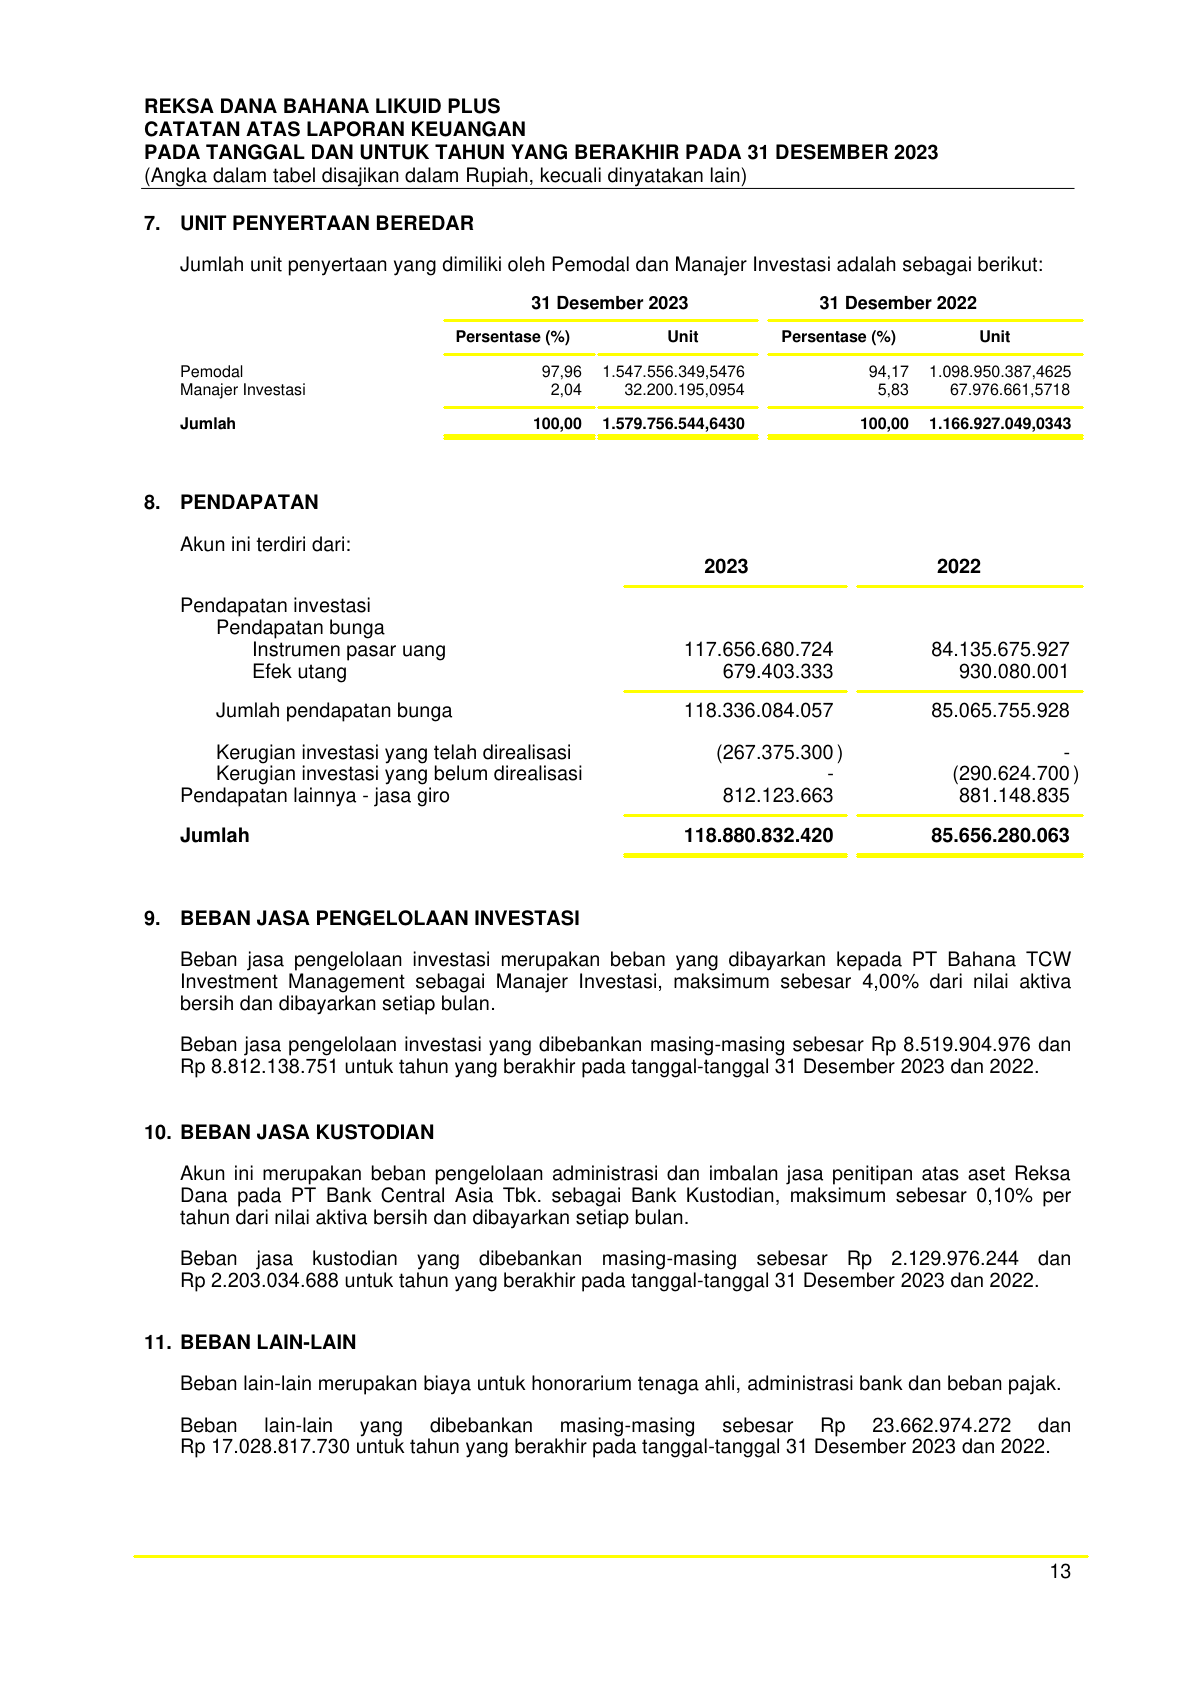 REKSA DANA BAHANA LIKUID PLUS
CATATAN ATAS LAPORAN KEUANGAN
PADA TANGGAL DAN UNTUK TAHUN YANG BERAKHIR PADA 31 DESEMBER 2023
(Angka dalam tabel disajikan dalam Rupiah, kecuali dinyatakan lain)
7. UNIT PENYERTAAN BEREDAR
Jumlah unit penyertaan yang dimiliki oleh Pemodal dan Manajer Investasi adalah sebagai berikut:
31 Desember 2023 31 Desember 2022
Persentase (%) Unit Persentase (%) Unit
Pemodal 97,96 1.547.556.349,5476 94,17 1.098.950.387,4625
Manajer Investasi 2,04 32.200.195,0954 5,83 67.976.661,5718
Jumlah 100,00 1.579.756.544,6430 100,00 1.166.927.049,0343
8. PENDAPATAN
Akun ini terdiri dari:
2023 2022
Pendapatan investasi
Pendapatan bunga
Instrumen pasar uang 117.656.680.724 84.135.675.927
Efek utang 679.403.333 930.080.001
Jumlah pendapatan bunga 118.336.084.057 85.065.755.928
Kerugian investasi yang telah direalisasi (267.375.300) -
Kerugian investasi yang belum direalisasi - (290.624.700)
Pendapatan lainnya - jasa giro 812.123.663 881.148.835
Jumlah 118.880.832.420 85.656.280.063
9. BEBAN JASA PENGELOLAAN INVESTASI
Beban jasa pengelolaan investasi merupakan beban yang dibayarkan kepada PT Bahana TCW
Investment Management sebagai Manajer Investasi, maksimum sebesar 4,00% dari nilai aktiva
bersih dan dibayarkan setiap bulan.
Beban jasa pengelolaan investasi yang dibebankan masing-masing sebesar Rp 8.519.904.976 dan
Rp 8.812.138.751 untuk tahun yang berakhir pada tanggal-tanggal 31 Desember 2023 dan 2022.
10. BEBAN JASA KUSTODIAN
Akun ini merupakan beban pengelolaan administrasi dan imbalan jasa penitipan atas aset Reksa
Dana pada PT Bank Central Asia Tbk. sebagai Bank Kustodian, maksimum sebesar 0,10% per
tahun dari nilai aktiva bersih dan dibayarkan setiap bulan.
Beban jasa kustodian yang dibebankan masing-masing sebesar Rp 2.129.976.244 dan
Rp 2.203.034.688 untuk tahun yang berakhir pada tanggal-tanggal 31 Desember 2023 dan 2022.
11. BEBAN LAIN-LAIN
Beban lain-lain merupakan biaya untuk honorarium tenaga ahli, administrasi bank dan beban pajak.
Beban lain-lain yang dibebankan masing-masing sebesar Rp 23.662.974.272 dan
Rp 17.028.817.730 untuk tahun yang berakhir pada tanggal-tanggal 31 Desember 2023 dan 2022.
13